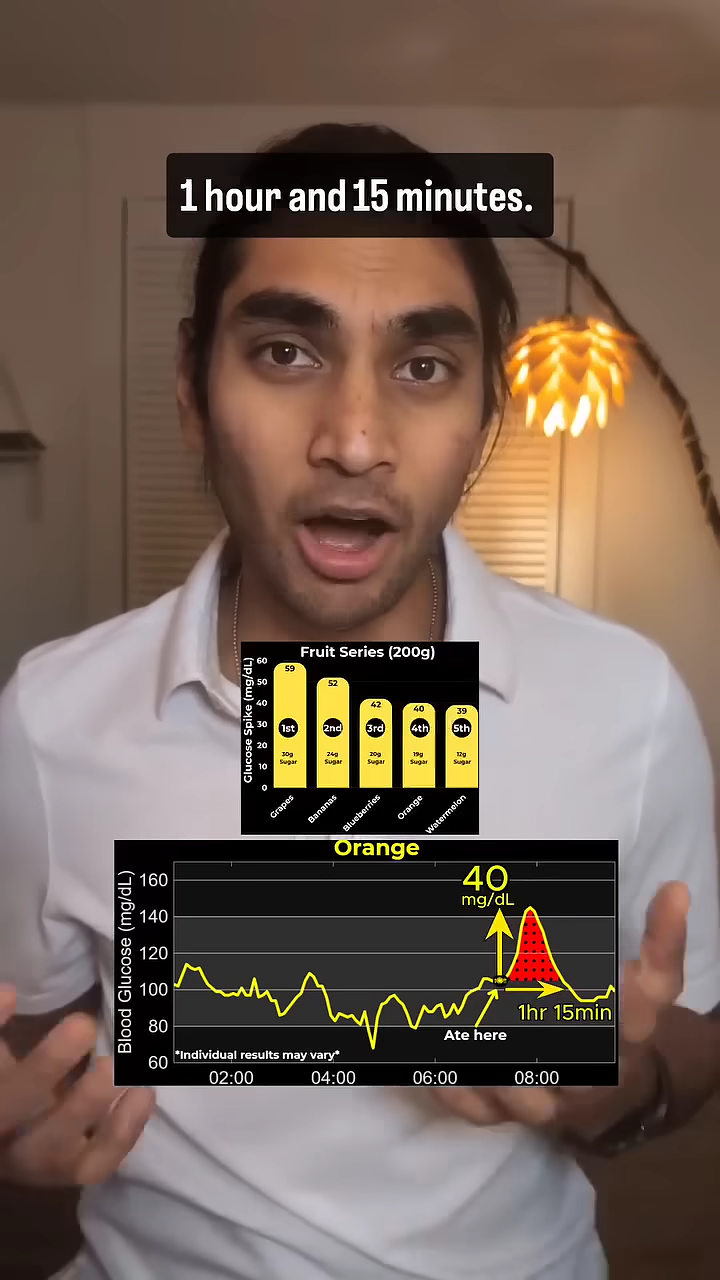 1 hour and 15 minutes.
Fruit Series (200g)
Glucose Spike (mg/dL)
60
50
40
30
20
10
0
59
52
42
40
39
1st
2nd
3rd
4th
5th
30g
Sugar
24g
Sugar
20g
Sugar
19g
Sugar
12g
Sugar
Grapes
Bananas
Blueberries
Orange
Watermelon
Orange
Blood Glucose (mg/dL)
160
140
120
100
80
60
40
mg/dL
1hr 15min
Ate here
*Individual results may vary*
02:00
04:00
06:00
08:00